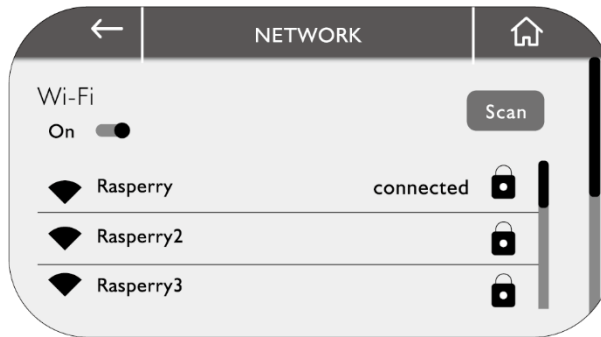 NETWORK
Wi-Fi
On
Scan
Rasperry connected
Rasperry2
Rasperry3